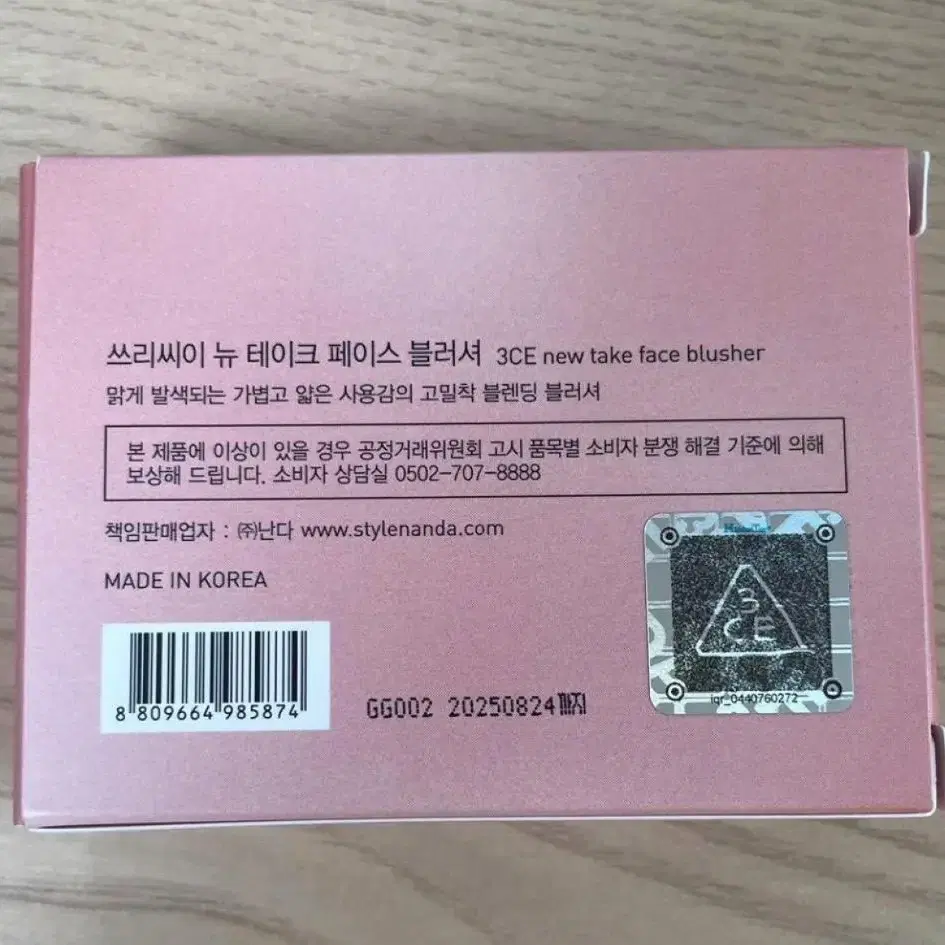 쓰리씨이 뉴 테이크 페이스 블러셔 3CE new take face blusher
맑게 발색되는 가볍고 얇은 사용감의 고밀착 블렌딩 블러셔
본 제품에 이상이 있을 경우 공정거래위원회 고시 품목별 소비자 분쟁 해결 기준에 의해
보상해 드립니다. 소비자 상담실 0502-707-8888
책임판매업자 : ㈜난다 www.stylenanda.com
MADE IN KOREA
3
CE
iqr_0440760272
8 809664 985874
GG002 20250824까지